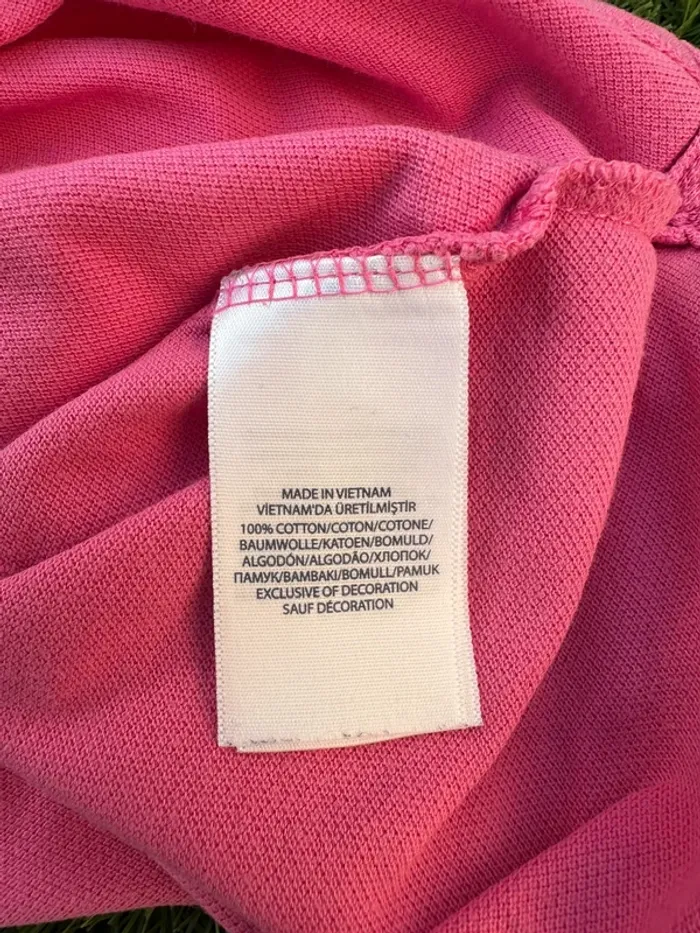 MADE IN VIETNAM
VİETNAM'DA ÜRETİLMİŞTİR
100% COTTON/COTON/COTONE/
BAUMWOLLE/KATOEN/BOMULD/
ALGODÓN/ALGODÃO/ХЛОПОК/
ПАМУК/BAMBAKI/BOMULL/PAMUK
EXCLUSIVE OF DECORATION
SAUF DÉCORATION